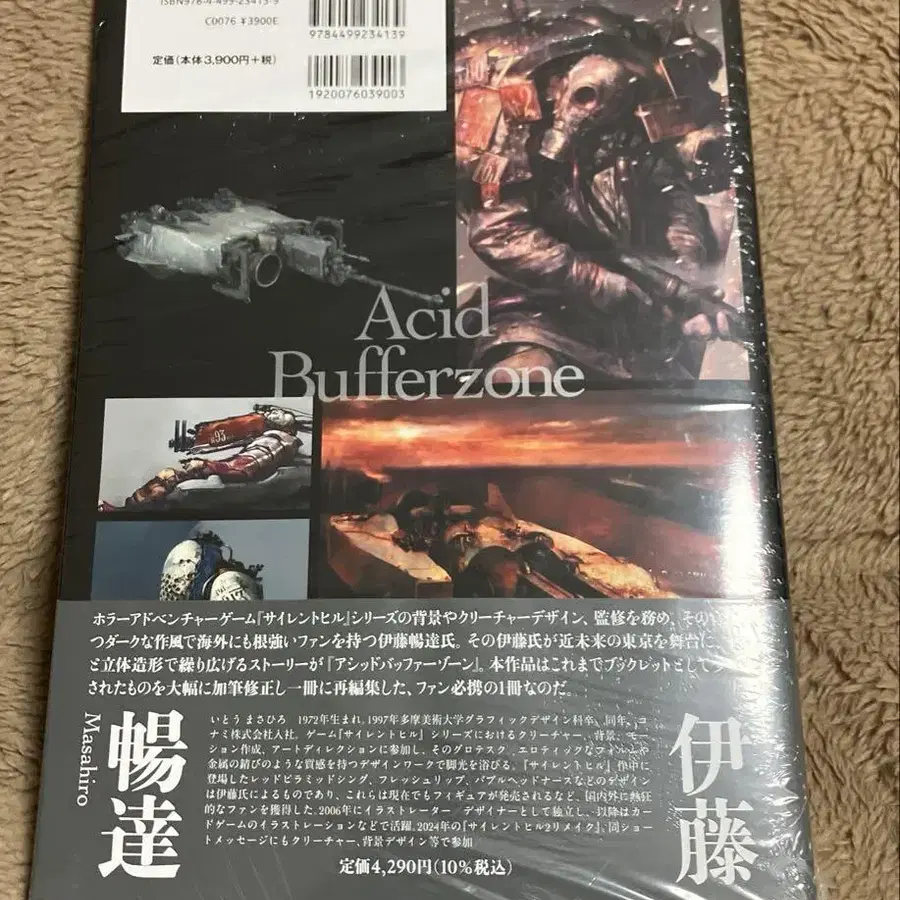 ISBN978-4-499-23413-9
C0076 ¥3900E
定価(本体3,900円+税)
9784499234139
1920076039003
Acid
Bufferzone
93
ホラーアドベンチャーゲーム『サイレントヒル』シリーズの背景やクリーチャーデザイン、監修を務め、その
つダークな作風で海外にも根強いファンを持つ伊藤暢達氏。その伊藤氏が近未来の東京を舞台に
と立体造形で繰り広げるストーリーが『アシッドバッファーゾーン』。本作品はこれまでブックレットとして
されたものを大幅に加筆修正し一冊に再編集した、ファン必携の1冊なのだ。
伊藤
暢達
Masahiro
いとう まさひろ 1972年生まれ。1997年多摩美術大学グラフィックデザイン科卒、同年、コ
ナミ株式会社入社。ゲーム『サイレントヒル』シリーズにおけるクリーチャー、背景、モー
ション作成、アートディレクションに参加し、そのグロテスク、エロティックなフォルムや
金属の錆びのような質感を持つデザインワークで脚光を浴びる。『サイレントヒル』作中に
登場したレッドピラミッドシング、フレッシュリップ、バブルヘッドナースなどのデザイン
は伊藤氏によるものであり、これらは現在でもフィギュアが発売されるなど、国内外に熱狂
的なファンを獲得した。2006年にイラストレーター デザイナーとして独立し、以降はカー
ドゲームのイラストレーションなどで活躍。2024年の『サイレントヒル2リメイク』、同ショー
トメッセージにもクリーチャー、背景デザイン等で参加
定価4,290円(10%税込)